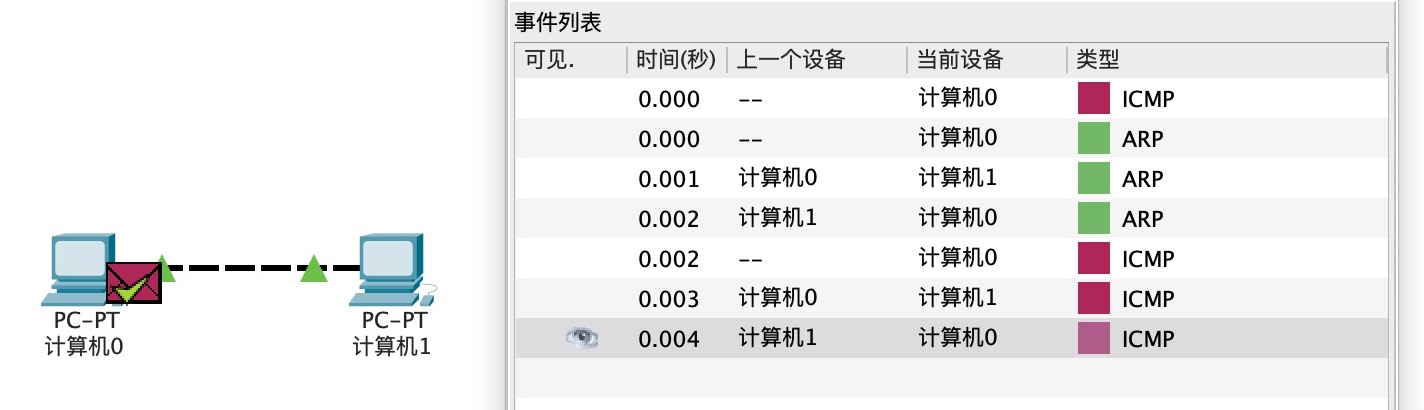 事件列表
可见. 时间(秒) 上一个设备 当前设备 类型
0.000 -- 计算机0 ICMP
0.000 -- 计算机0 ARP
0.001 计算机0 计算机1 ARP
0.002 计算机1 计算机0 ARP
0.002 -- 计算机0 ICMP
0.003 计算机0 计算机1 ICMP
0.004 计算机1 计算机0 ICMP
PC-PT
计算机0
PC-PT
计算机1